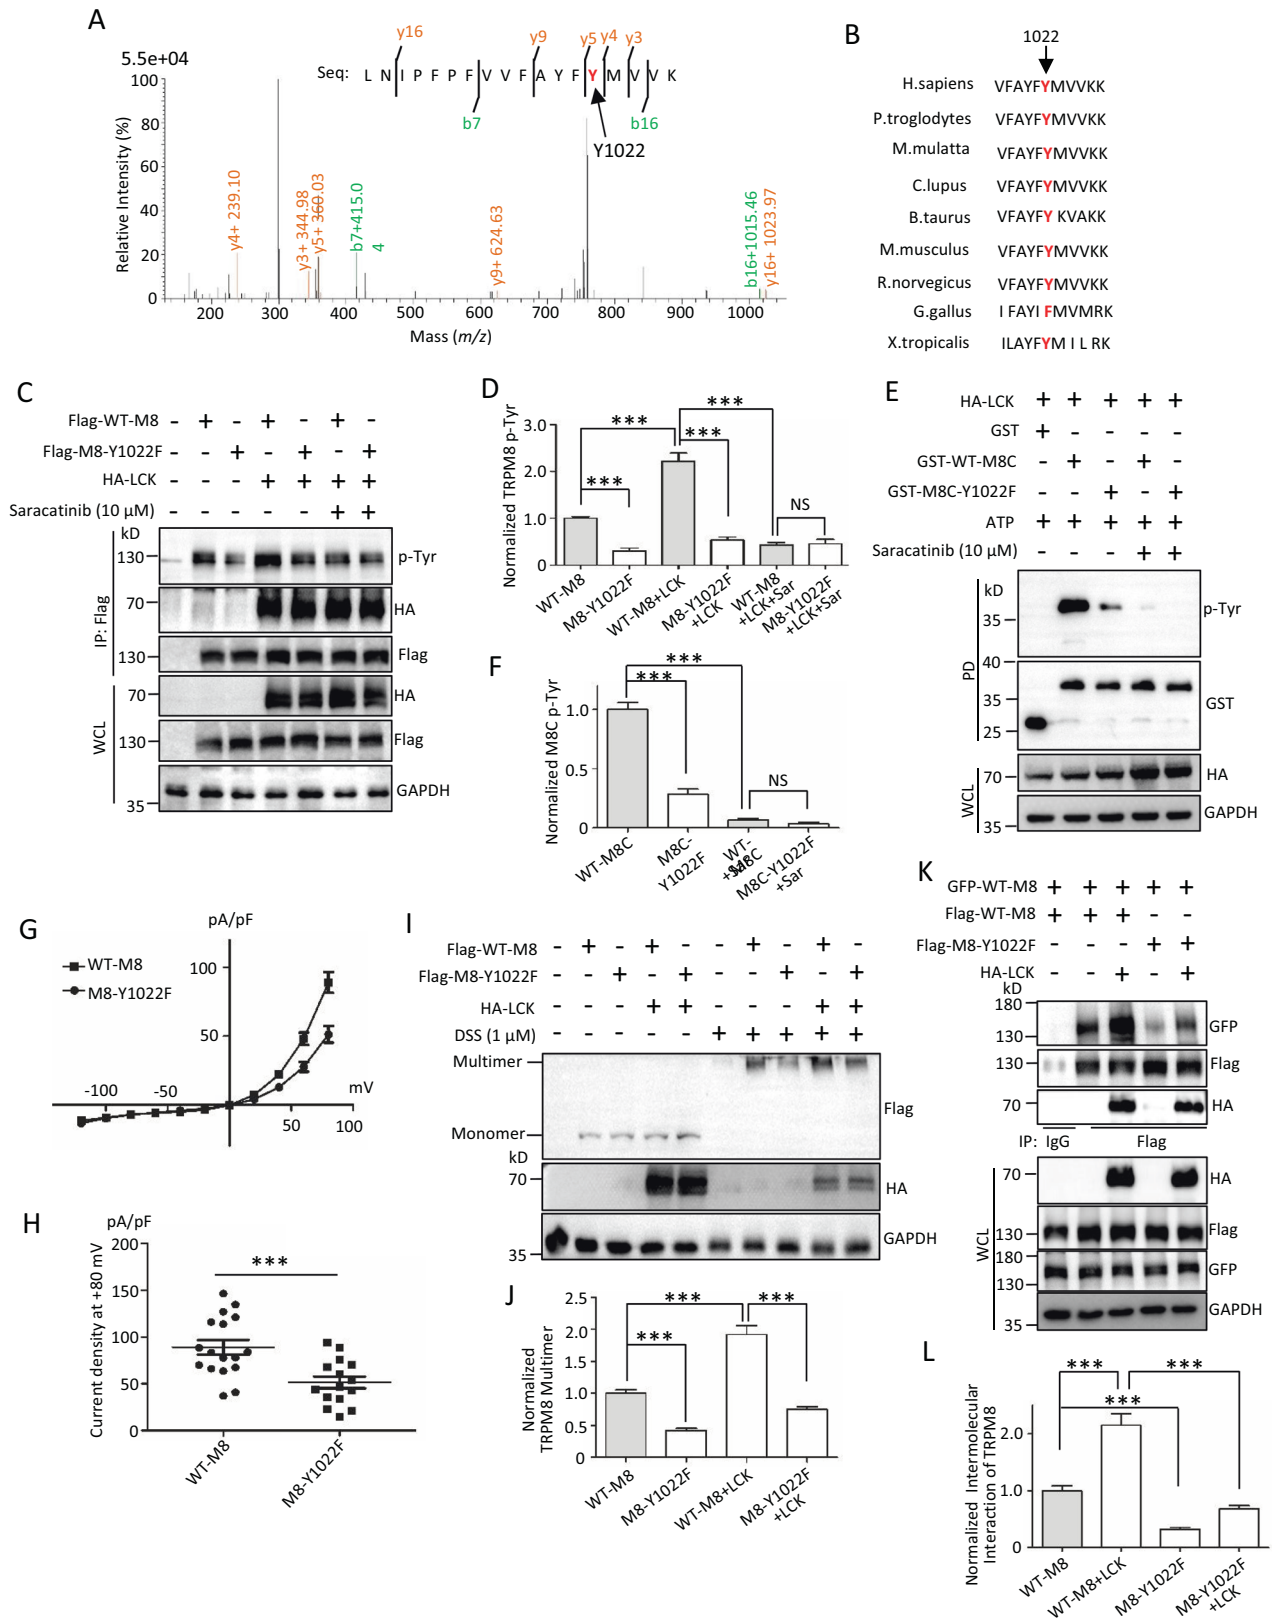 A
5.5e+04
Relative Intensity (%)
100
80
60
40
20
0
y16 y9 y5 y4 y3
Seq: L N I P F P F V V F A Y F Y M V V K
b7 b16
Y1022
y4+ 239.10
y3+ 344.98
y5+ 360.03
b7+415.0
4
y9+ 624.63
b16+1015.46
y16+ 1023.97
200 300 400 500 600 700 800 900 1000
Mass (m/z)
B
1022
H.sapiens VFAYFYMVVKK
P.troglodytes VFAYFYMVVKK
M.mulatta VFAYFYMVVKK
C.lupus VFAYFYMVVKK
B.taurus VFAYFY KVAKK
M.musculus VFAYFYMVVKK
R.norvegicus VFAYFYMVVKK
G.gallus I FAYI FMVMRK
X.tropicalis ILAYFYM I L RK
C
Flag-WT-M8 - + - + - + -
Flag-M8-Y1022F - - + - + - +
HA-LCK - - - + + + +
Saracatinib (10 μM) - - - - - + +
kD
IP: Flag
130 p-Tyr
70 HA
130 Flag
WCL
70 HA
130 Flag
35 GAPDH
D
Normalized TRPM8 p-Tyr
3.0
2.0
1.0
0
*** *** *** *** NS
WT-M8
M8-Y1022F
WT-M8+LCK
M8-Y1022F
+LCK
WT-M8
+LCK+Sar
M8-Y1022F
+LCK+Sar
E
HA-LCK + + + + +
GST + - - - -
GST-WT-M8C - + - + -
GST-M8C-Y1022F - - + - +
ATP + + + + +
Saracatinib (10 μM) - - - + +
kD
PD
35 p-Tyr
40
35
25
GST
WCL
70 HA
35 GAPDH
F
Normalized M8C p-Tyr
1.0
0.5
0
*** *** NS
WT-M8C
M8C-
Y1022F
WT-
M8C
+Sar
M8C-Y1022F
+Sar
G
pA/pF
WT-M8
M8-Y1022F
100
50
-100 -50 50 100
mV
H
pA/pF
Current density at +80 mV
200
150
100
50
0
***
WT-M8
M8-Y1022F
I
Flag-WT-M8 - + - + - - + - + -
Flag-M8-Y1022F - - + - + - - + - +
HA-LCK - - - + + - - - + +
DSS (1 μM) - - - - - + + + + +
Multimer
Monomer
Flag
kD
70 HA
35 GAPDH
J
Normalized
TRPM8 Multimer
2.5
2.0
1.5
1.0
0.5
0
*** *** ***
WT-M8
M8-Y1022F
WT-M8+LCK
M8-Y1022F
+LCK
K
GFP-WT-M8 + + + + +
Flag-WT-M8 + + + - -
Flag-M8-Y1022F - - - + +
HA-LCK - - + - +
kD
180
130
GFP
130 Flag
70 HA
IP: IgG Flag
WCL
70 HA
130 Flag
180
130
GFP
35 GAPDH
L
Normalized Intermolecular
Interaction of TRPM8
2.0
1.0
0
*** *** ***
WT-M8
WT-M8+LCK
M8-Y1022F
M8-Y1022F
+LCK